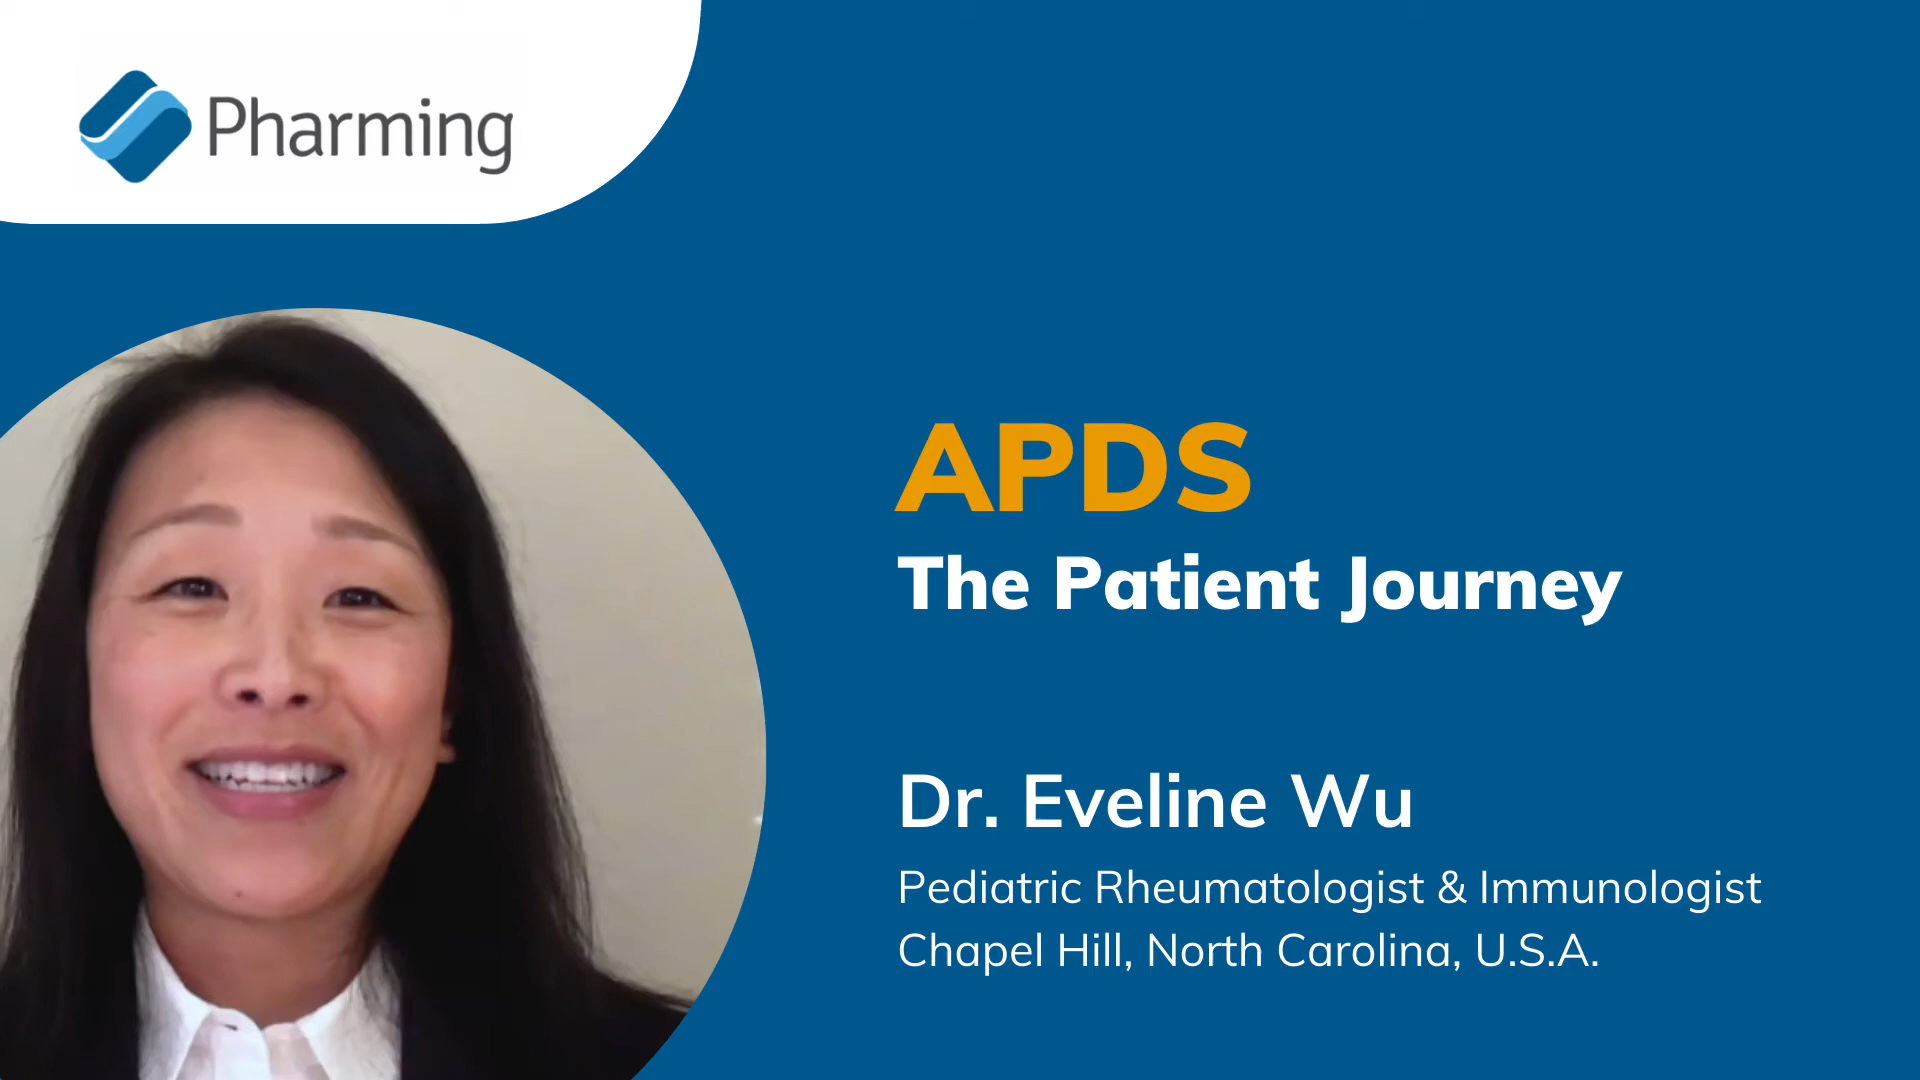 Pharming
APDS
The Patient Journey
Dr. Eveline Wu
Pediatric Rheumatologist & Immunologist
Chapel Hill, North Carolina, U.S.A.